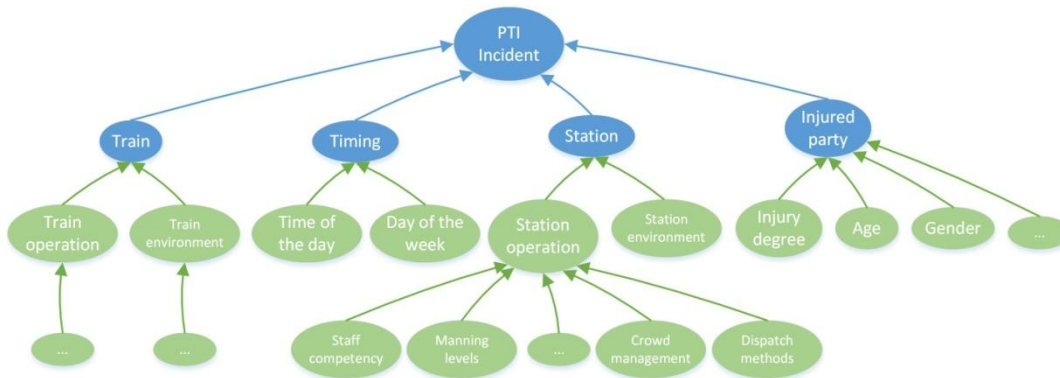 PTI
Incident
Train
Timing
Station
Injured
party
Train
operation
Train
environment
Time of
the day
Day of the
week
Station
operation
Station
environment
Injury
degree
Age
Gender
...
...
...
Staff
competency
Manning
levels
...
Crowd
management
Dispatch
methods